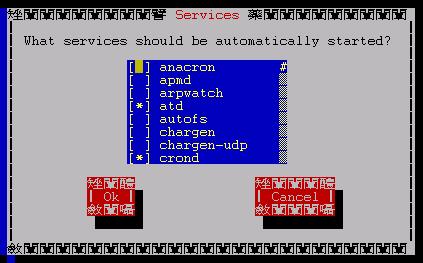 Services
What services should be automatically started?
[ ] anacron #
[ ] apmd
[ ] arpwatch
[*] atd
[ ] autofs
[ ] chargen
[ ] chargen-udp
[*] crond
| Ok | | Cancel |